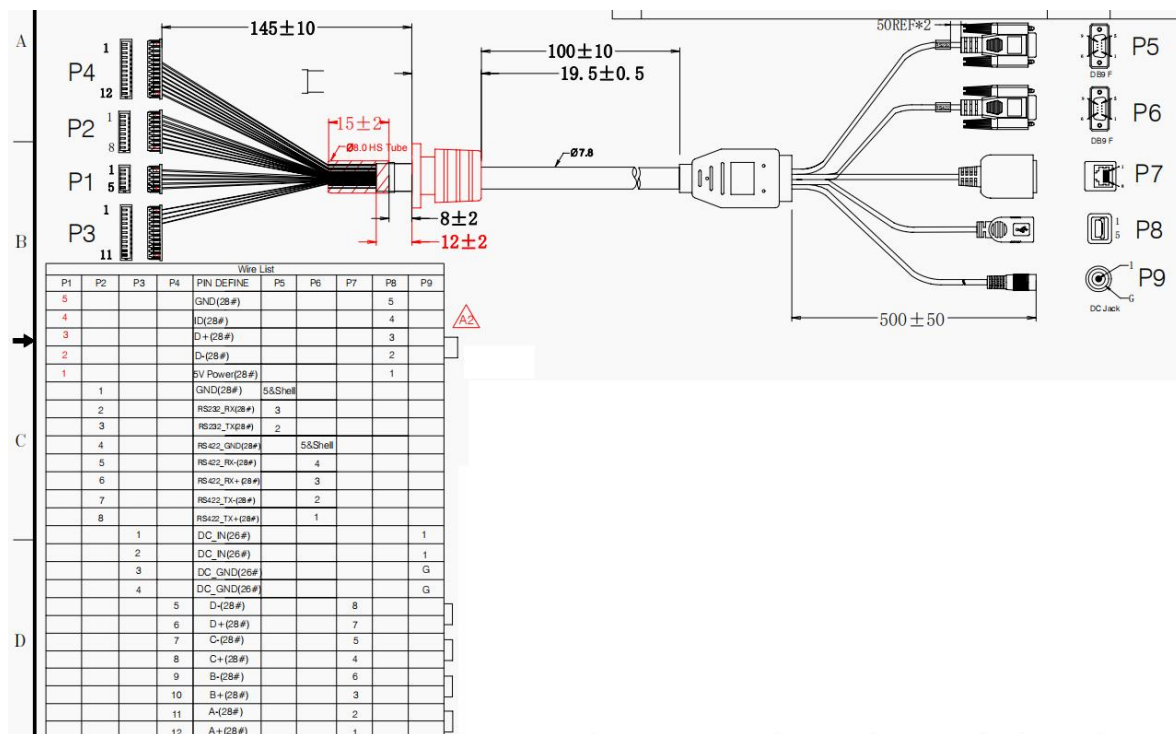 A
B
C
D
145±10
100±10
19.5±0.5
50REF*2
P4
1
12
P2
1
8
P1
1
5
P3
1
11
15±2
Ø8.0 HS Tube
Ø7.8
8±2
12±2
500±50
P5
DB9 F
P6
DB9 F
P7
P8
1
5
P9
1
G
DC Jack
A2
Wire List
P1 P2 P3 P4 PIN DEFINE P5 P6 P7 P8 P9
5 GND(28#) 5
4 ID(28#) 4
3 D+(28#) 3
2 D-(28#) 2
1 5V Power(28#) 1
1 GND(28#) 5&Shell
2 RS232_RX(28#) 3
3 RS232_TX(28#) 2
4 RS422_GND(28#) 5&Shell
5 RS422_RX-(28#) 4
6 RS422_RX+(28#) 3
7 RS422_TX-(28#) 2
8 RS422_TX+(28#) 1
1 DC_IN(26#) 1
2 DC_IN(26#) 1
3 DC_GND(26#) G
4 DC_GND(26#) G
5 D-(28#) 8
6 D+(28#) 7
7 C-(28#) 5
8 C+(28#) 4
9 B-(28#) 6
10 B+(28#) 3
11 A-(28#) 2
12 A+(28#) 1